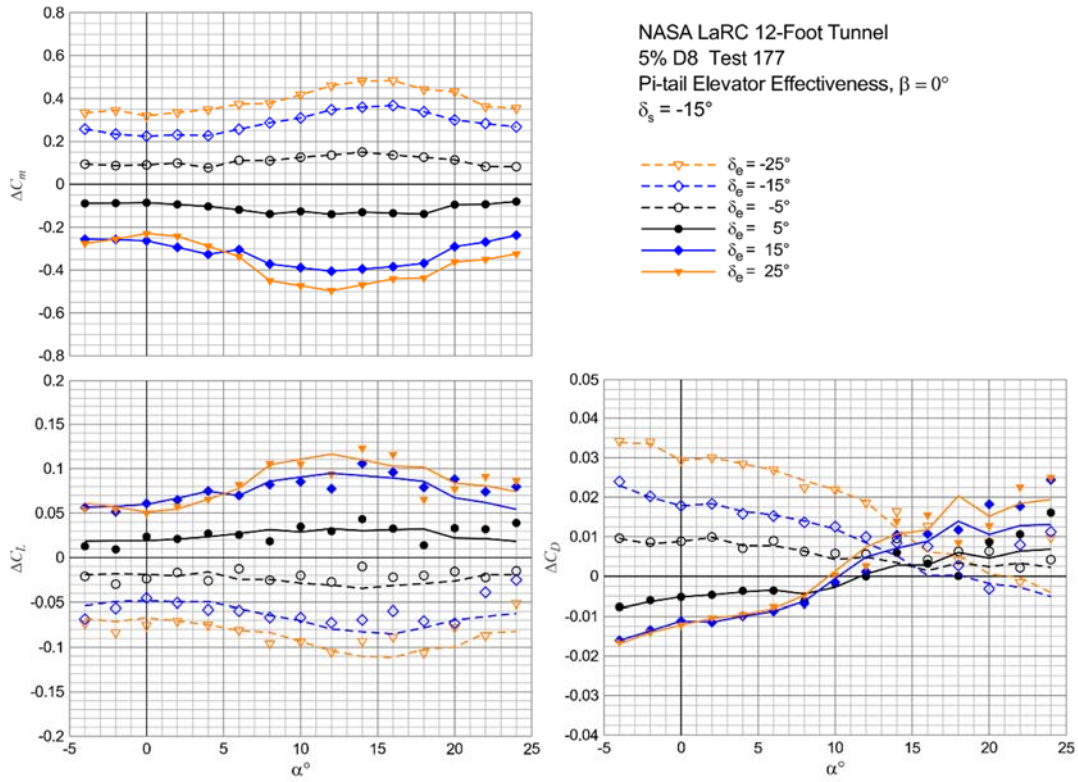 NASA LaRC 12-Foot Tunnel
5% D8 Test 177
Pi-tail Elevator Effectiveness, β = 0°
δs = -15°
δe = -25°
δe = -15°
δe = -5°
δe = 5°
δe = 15°
δe = 25°
0.8
0.6
0.4
0.2
0
-0.2
-0.4
-0.6
-0.8
ΔCm
0.2
0.15
0.1
0.05
0
-0.05
-0.1
-0.15
-0.2
ΔCL
-5 0 5 10 15 20 25
α°
0.05
0.04
0.03
0.02
0.01
0
-0.01
-0.02
-0.03
-0.04
ΔCD
-5 0 5 10 15 20 25
α°